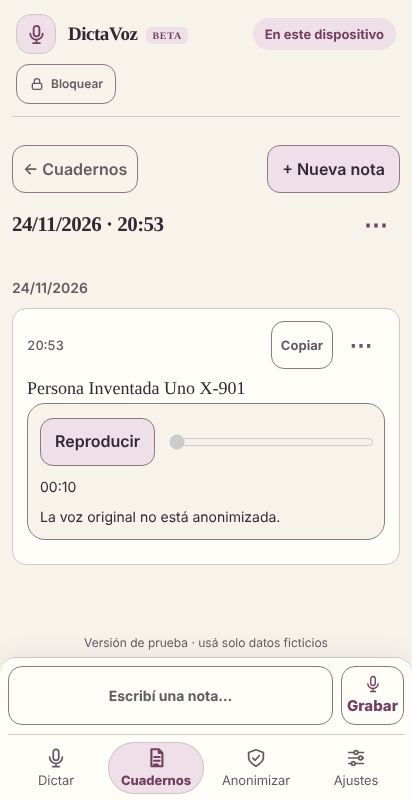 DictaVoz BETA
En este dispositivo
Bloquear
← Cuadernos
+ Nueva nota
24/11/2026 · 20:53
...
24/11/2026
20:53
Copiar
...
Persona Inventada Uno X-901
Reproducir
00:10
La voz original no está anonimizada.
Versión de prueba · usá solo datos ficticios
Escribí una nota...
Grabar
Dictar
Cuadernos
Anonimizar
Ajustes